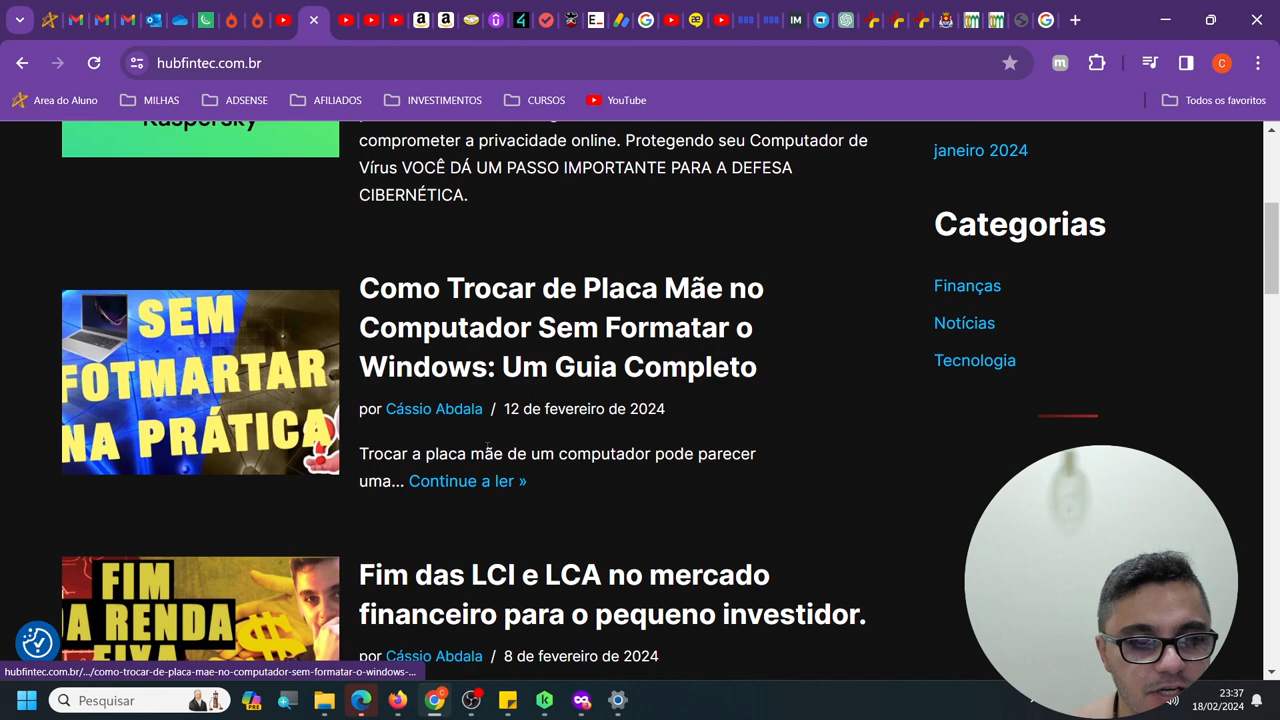 hubfintec.com.br
Area do Aluno
MILHAS
ADSENSE
AFILIADOS
INVESTIMENTOS
CURSOS
YouTube
Todos os favoritos
Kaspersky
comprometer a privacidade online. Protegendo seu Computador de
Vírus VOCÊ DÁ UM PASSO IMPORTANTE PARA A DEFESA
CIBERNÉTICA.
janeiro 2024
Categorias
Finanças
Notícias
Tecnologia
SEM
FOTMARTAR
NA PRÁTICA
Como Trocar de Placa Mãe no
Computador Sem Formatar o
Windows: Um Guia Completo
por Cássio Abdala / 12 de fevereiro de 2024
Trocar a placa mãe de um computador pode parecer
uma... Continue a ler »
FIM
DA RENDA
FIXA
Fim das LCI e LCA no mercado
financeiro para o pequeno investidor.
por Cássio Abdala / 8 de fevereiro de 2024
hubfintec.com.br/.../como-trocar-de-placa-mae-no-computador-sem-formatar-o-windows-...
Pesquisar
23:37
18/02/2024